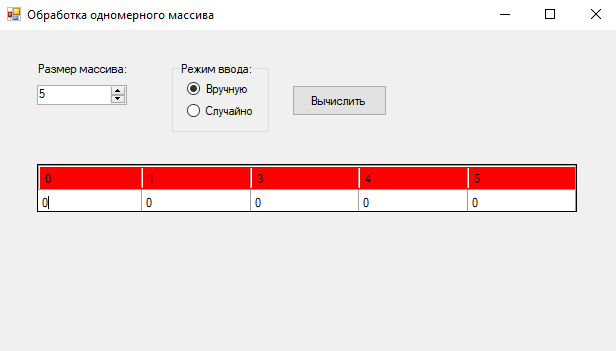 Обработка одномерного массива
Размер массива:
5
Режим ввода:
Вручную
Случайно
Вычислить
0 1 3 4 5
0 0 0 0 0